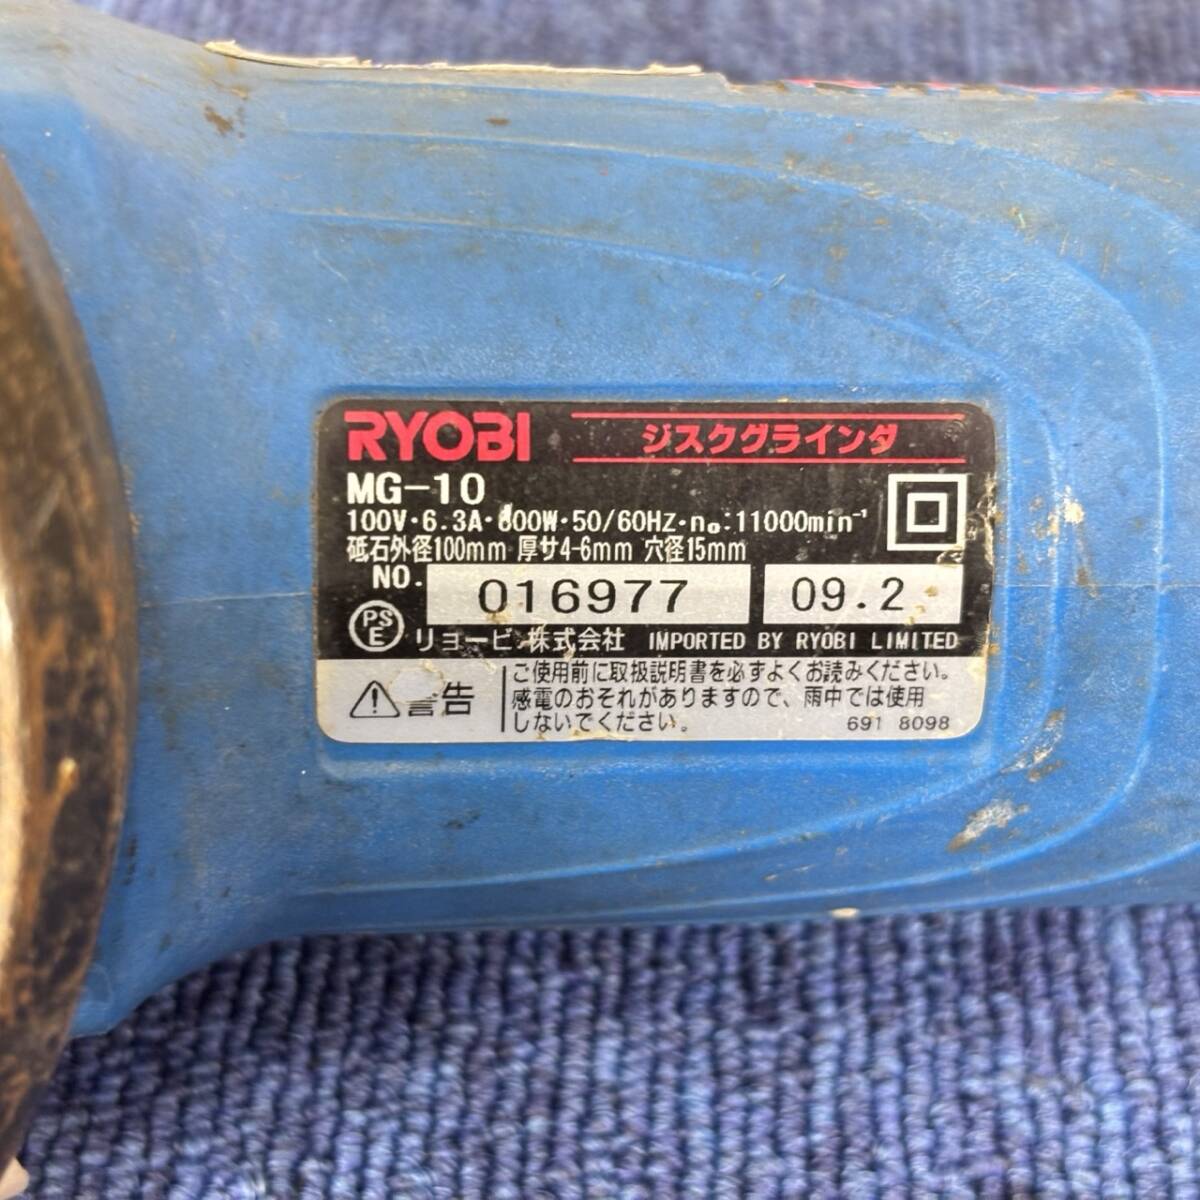 RYOBI ジスクグラインダ
MG-10
100V・6.3A・600W・50/60HZ・no:11000min-1
砥石外径100mm 厚サ4-6mm 穴径15mm
NO. 016977 09.2
PSE リョービ 株式会社 IMPORTED BY RYOBI LIMITED
警告
ご使用前に取扱説明書を必ずよくお読みください。
感電のおそれがありますので、雨中では使用
しないでください。
691 8098